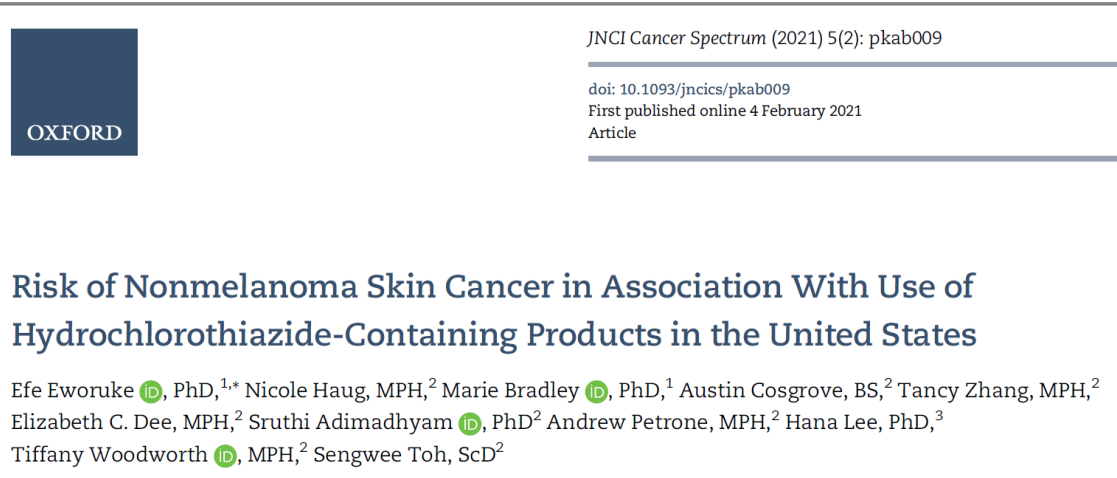 OXFORD
JNCI Cancer Spectrum (2021) 5(2): pkab009
doi: 10.1093/jncics/pkab009
First published online 4 February 2021
Article
Risk of Nonmelanoma Skin Cancer in Association With Use of
Hydrochlorothiazide-Containing Products in the United States
Efe Eworuke iD, PhD,1,* Nicole Haug, MPH,2 Marie Bradley iD, PhD,1 Austin Cosgrove, BS,2 Tancy Zhang, MPH,2
Elizabeth C. Dee, MPH,2 Sruthi Adimadhyam iD, PhD2 Andrew Petrone, MPH,2 Hana Lee, PhD,3
Tiffany Woodworth iD, MPH,2 Sengwee Toh, ScD2